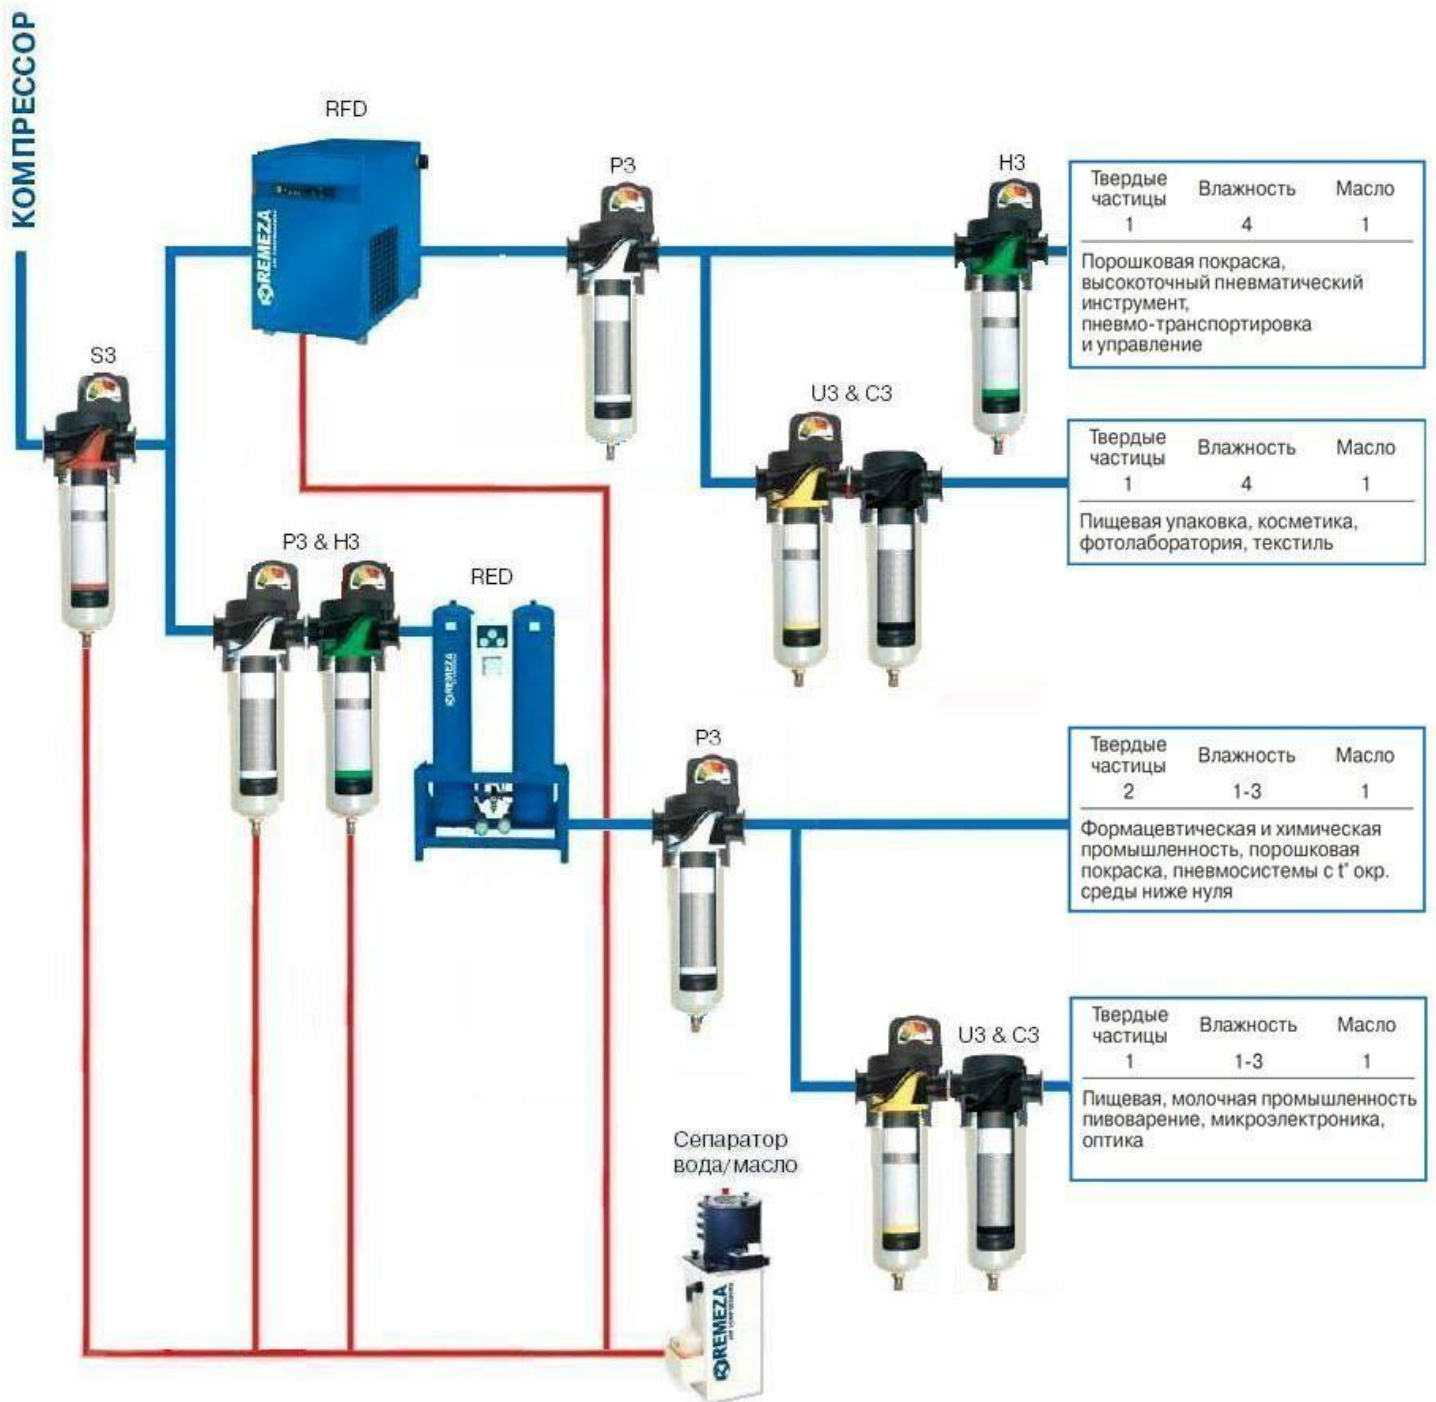 КОМПРЕССОР
RFD
REMEZA
AIR COMPRESSORS
P3
H3
Твердые
частицы
Влажность
Масло
1
4
1
Порошковая покраска,
высокоточный пневматический
инструмент,
пневмо-транспортировка
и управление
S3
U3 & C3
Твердые
частицы
Влажность
Масло
1
4
1
Пищевая упаковка, косметика,
фотолаборатория, текстиль
P3 & H3
RED
REMEZA
P3
Твердые
частицы
Влажность
Масло
2
1-3
1
Формацевтическая и химическая
промышленность, порошковая
покраска, пневмосистемы с t° окр.
среды ниже нуля
U3 & C3
Твердые
частицы
Влажность
Масло
1
1-3
1
Пищевая, молочная промышленность
пивоварение, микроэлектроника,
оптика
Сепаратор
вода/масло
REMEZA
AIR COMPRESSORS